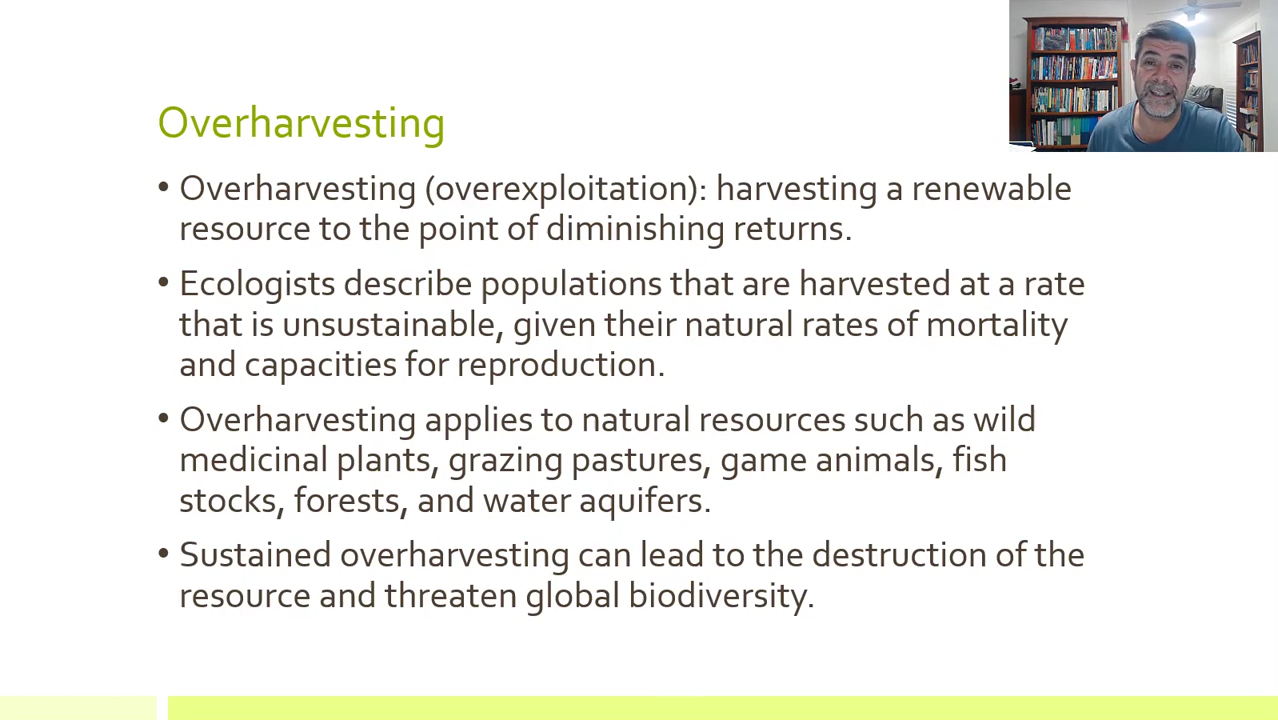 Overharvesting
• Overharvesting (overexploitation): harvesting a renewable
resource to the point of diminishing returns.
• Ecologists describe populations that are harvested at a rate
that is unsustainable, given their natural rates of mortality
and capacities for reproduction.
• Overharvesting applies to natural resources such as wild
medicinal plants, grazing pastures, game animals, fish
stocks, forests, and water aquifers.
• Sustained overharvesting can lead to the destruction of the
resource and threaten global biodiversity.